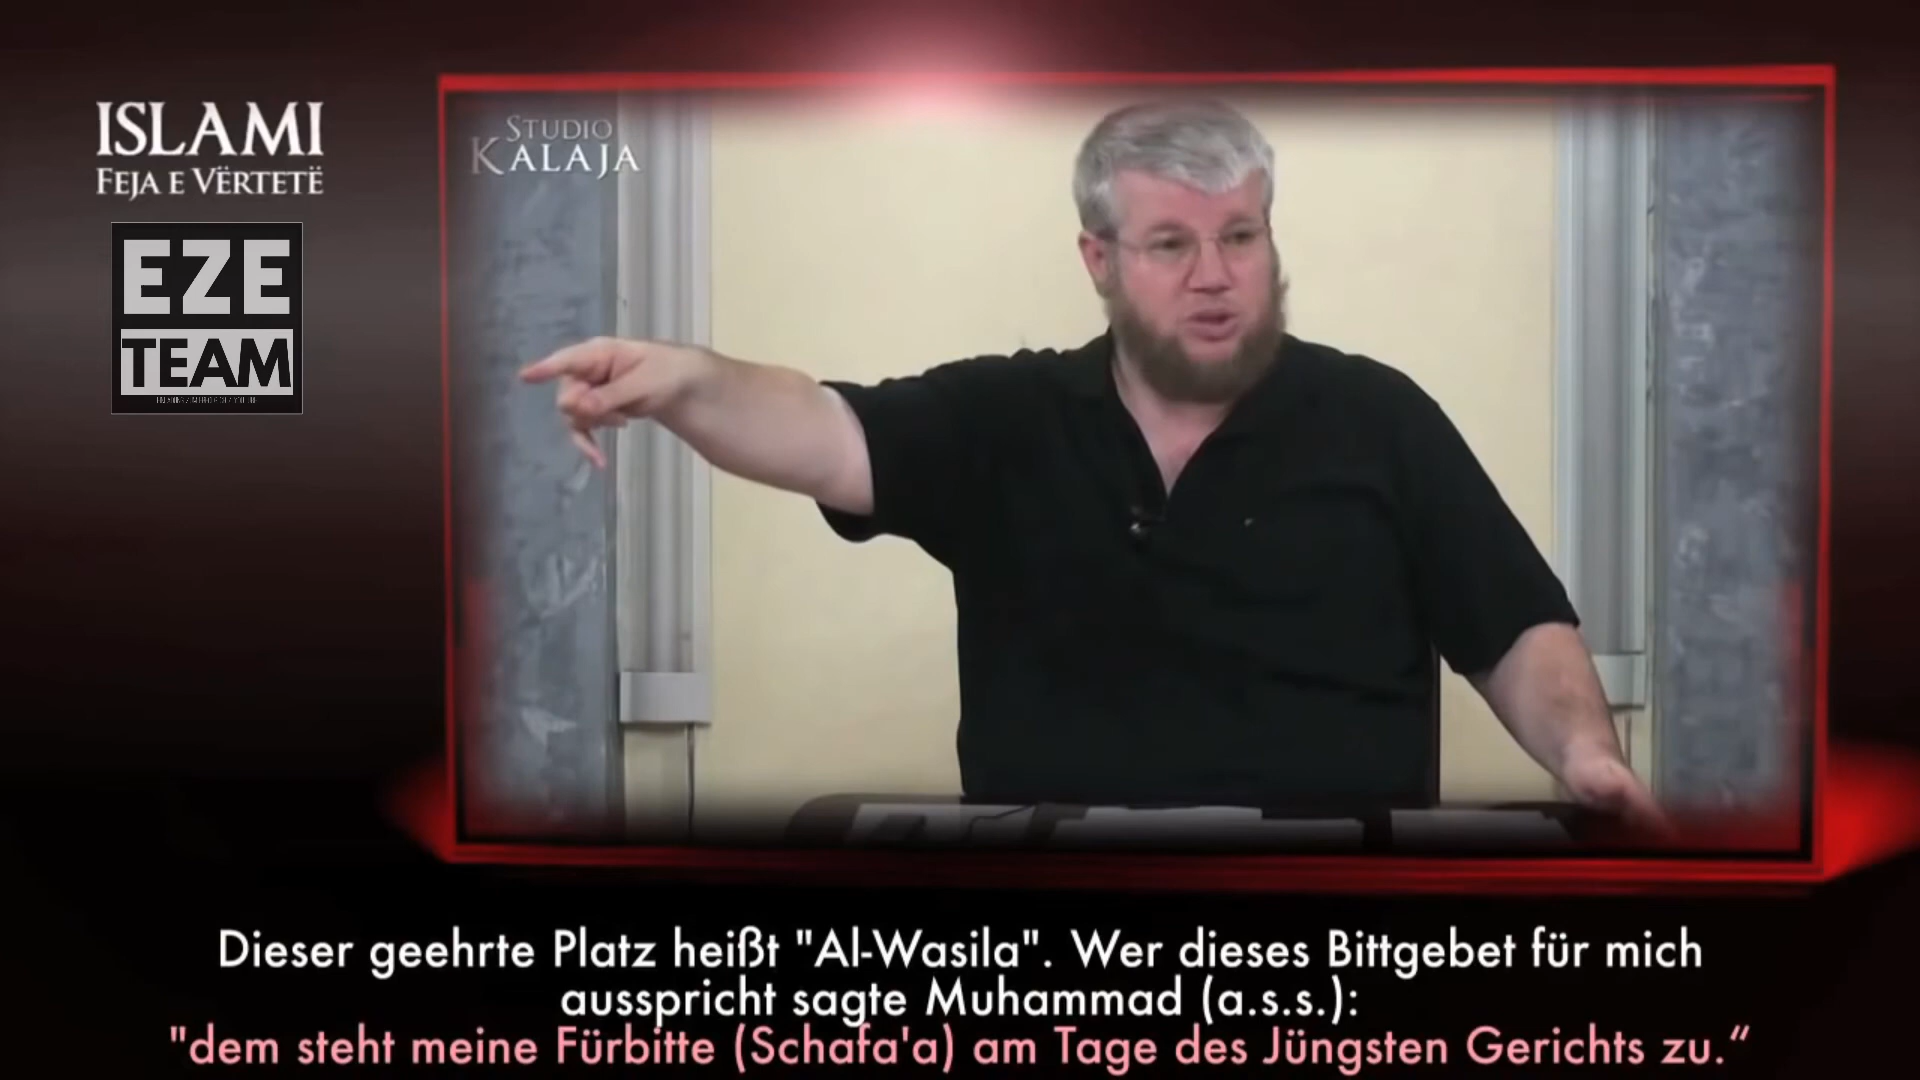 ISLAMI
FEJA E VËRTETË
EZE
TEAM
STUDIO
KALAJA
Dieser geehrte Platz heißt "Al-Wasila". Wer dieses Bittgebet für mich
ausspricht sagte Muhammad (a.s.s.):
"dem steht meine Fürbitte (Schafa'a) am Tage des Jüngsten Gerichts zu.“